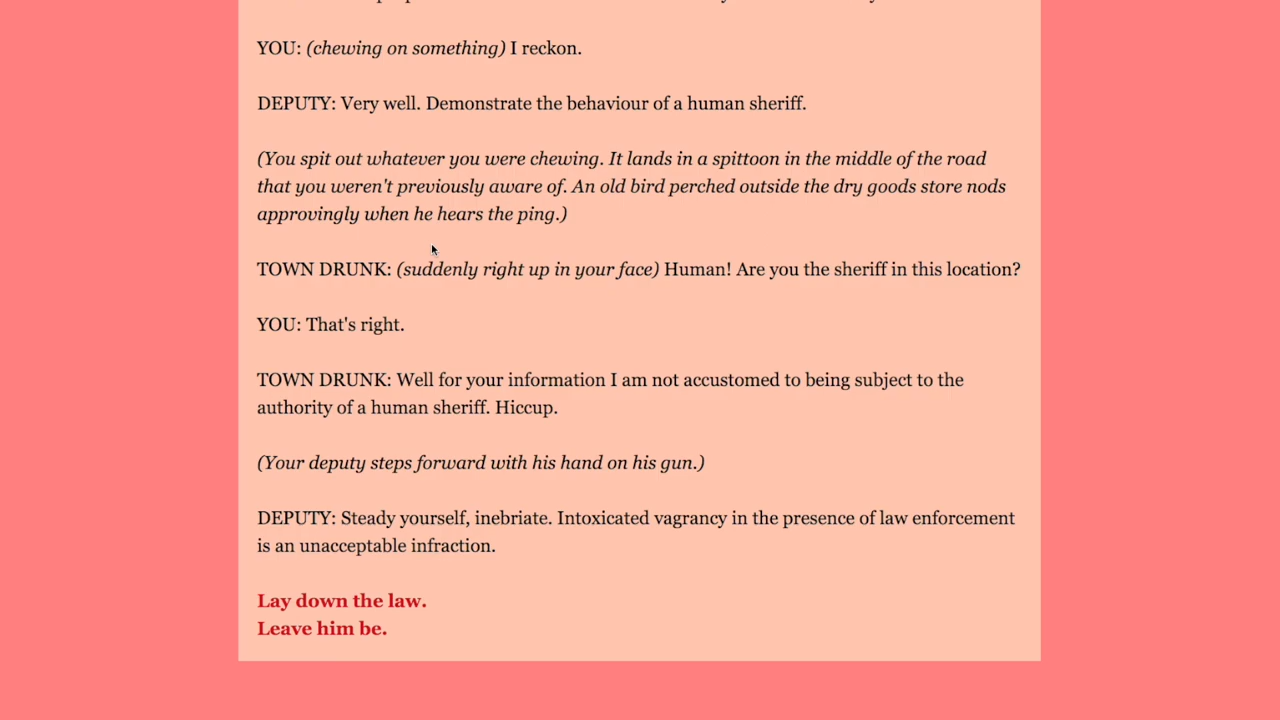 YOU: (chewing on something) I reckon.
DEPUTY: Very well. Demonstrate the behaviour of a human sheriff.
(You spit out whatever you were chewing. It lands in a spittoon in the middle of the road
that you weren't previously aware of. An old bird perched outside the dry goods store nods
approvingly when he hears the ping.)
TOWN DRUNK: (suddenly right up in your face) Human! Are you the sheriff in this location?
YOU: That's right.
TOWN DRUNK: Well for your information I am not accustomed to being subject to the
authority of a human sheriff. Hiccup.
(Your deputy steps forward with his hand on his gun.)
DEPUTY: Steady yourself, inebriate. Intoxicated vagrancy in the presence of law enforcement
is an unacceptable infraction.
Lay down the law.
Leave him be.